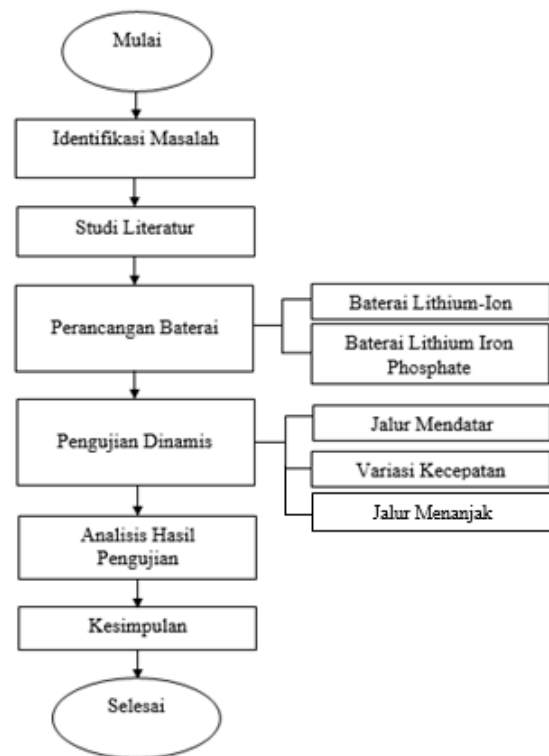 Mulai
Identifikasi Masalah
Studi Literatur
Perancangan Baterai
Baterai Lithium-Ion
Baterai Lithium Iron
Phosphate
Pengujian Dinamis
Jalur Mendatar
Variasi Kecepatan
Jalur Menanjak
Analisis Hasil
Pengujian
Kesimpulan
Selesai